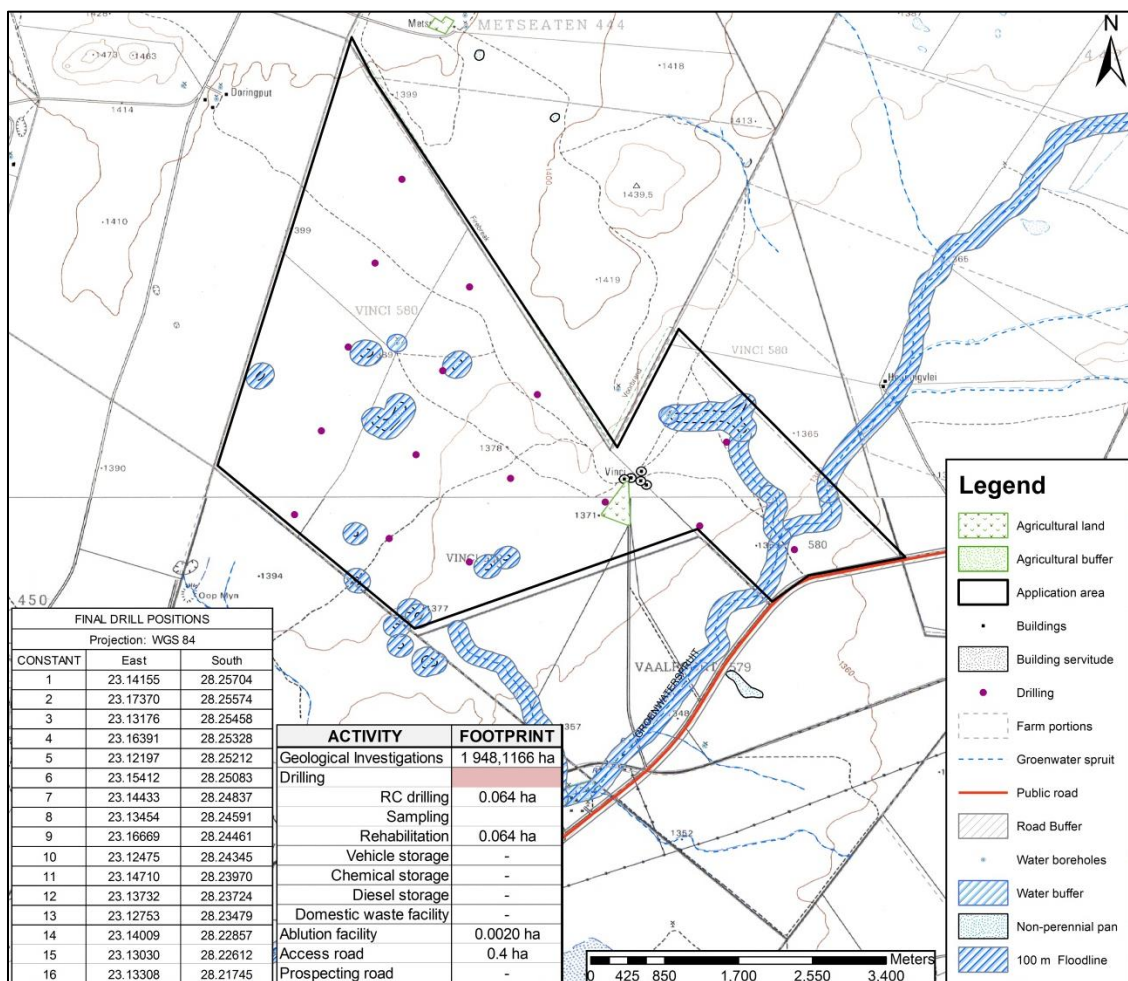 METSEATEN 444
N
1473
1463
1418
1387
1399
Doringput
1414
1413
1400
1439.5
1410
399
Firebreak
1365
1419
VINCI 580
VINCI 580
Voorbrand
1365
1378
1390
Vinci
1371
580
1394
Oop Myn
450
1377
VAAL
579
GROENWATERSPRUIT
1360
1348
1357
1352
FINAL DRILL POSITIONS
Projection: WGS 84
CONSTANT East South
1 23.14155 28.25704
2 23.17370 28.25574
3 23.13176 28.25458
4 23.16391 28.25328
5 23.12197 28.25212
6 23.15412 28.25083
7 23.14433 28.24837
8 23.13454 28.24591
9 23.16669 28.24461
10 23.12475 28.24345
11 23.14710 28.23970
12 23.13732 28.23724
13 23.12753 28.23479
14 23.14009 28.22857
15 23.13030 28.22612
16 23.13308 28.21745
ACTIVITY FOOTPRINT
Geological Investigations 1 948,1166 ha
Drilling
RC drilling 0.064 ha
Sampling
Rehabilitation 0.064 ha
Vehicle storage -
Chemical storage -
Diesel storage -
Domestic waste facility -
Ablution facility 0.0020 ha
Access road 0.4 ha
Prospecting road -
Legend
Agricultural land
Agricultural buffer
Application area
Buildings
Building servitude
Drilling
Farm portions
Groenwater spruit
Public road
Road Buffer
Water boreholes
Water buffer
Non-perennial pan
100 m Floodline
Meters
0 425 850 1.700 2.550 3.400